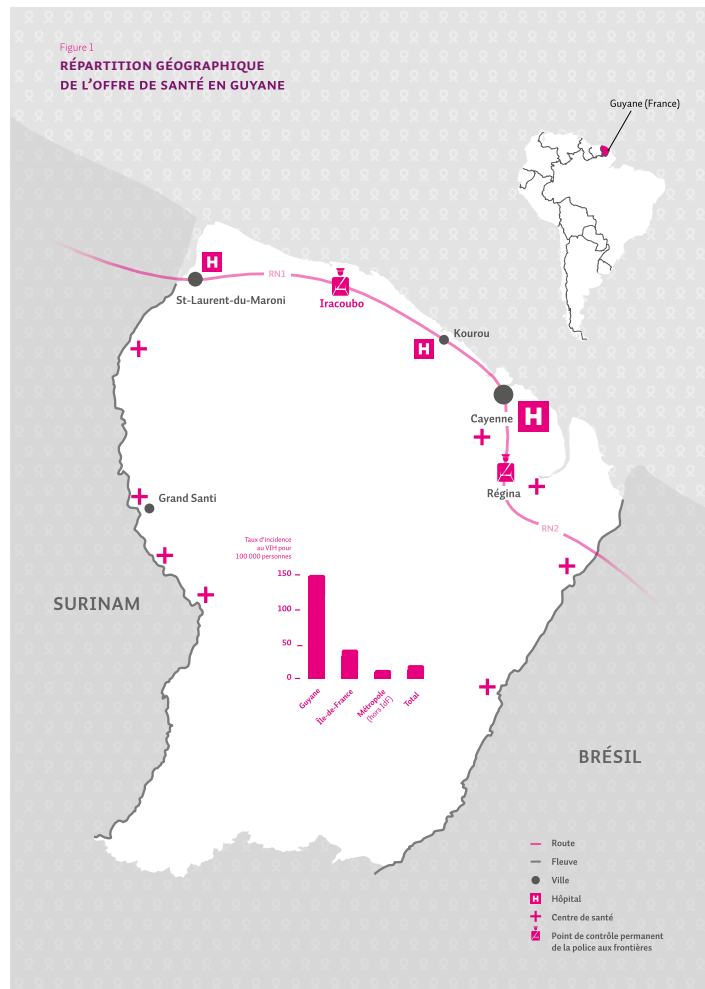 Figure 1
RÉPARTITION GÉOGRAPHIQUE
DE L'OFFRE DE SANTÉ EN GUYANE
Guyane (France)
H
RN1
St-Laurent-du-Maroni
Iracoubo
Kourou
H
Cayenne
H
Régina
Grand Santi
RN2
Taux d'incidence
au VIH pour
100 000 personnes
150
100
50
0
Guyane
Île-de-France
Métropole
(hors IdF)
Total
SURINAM
BRÉSIL
Route
Fleuve
Ville
H Hôpital
Centre de santé
Point de contrôle permanent
de la police aux frontières